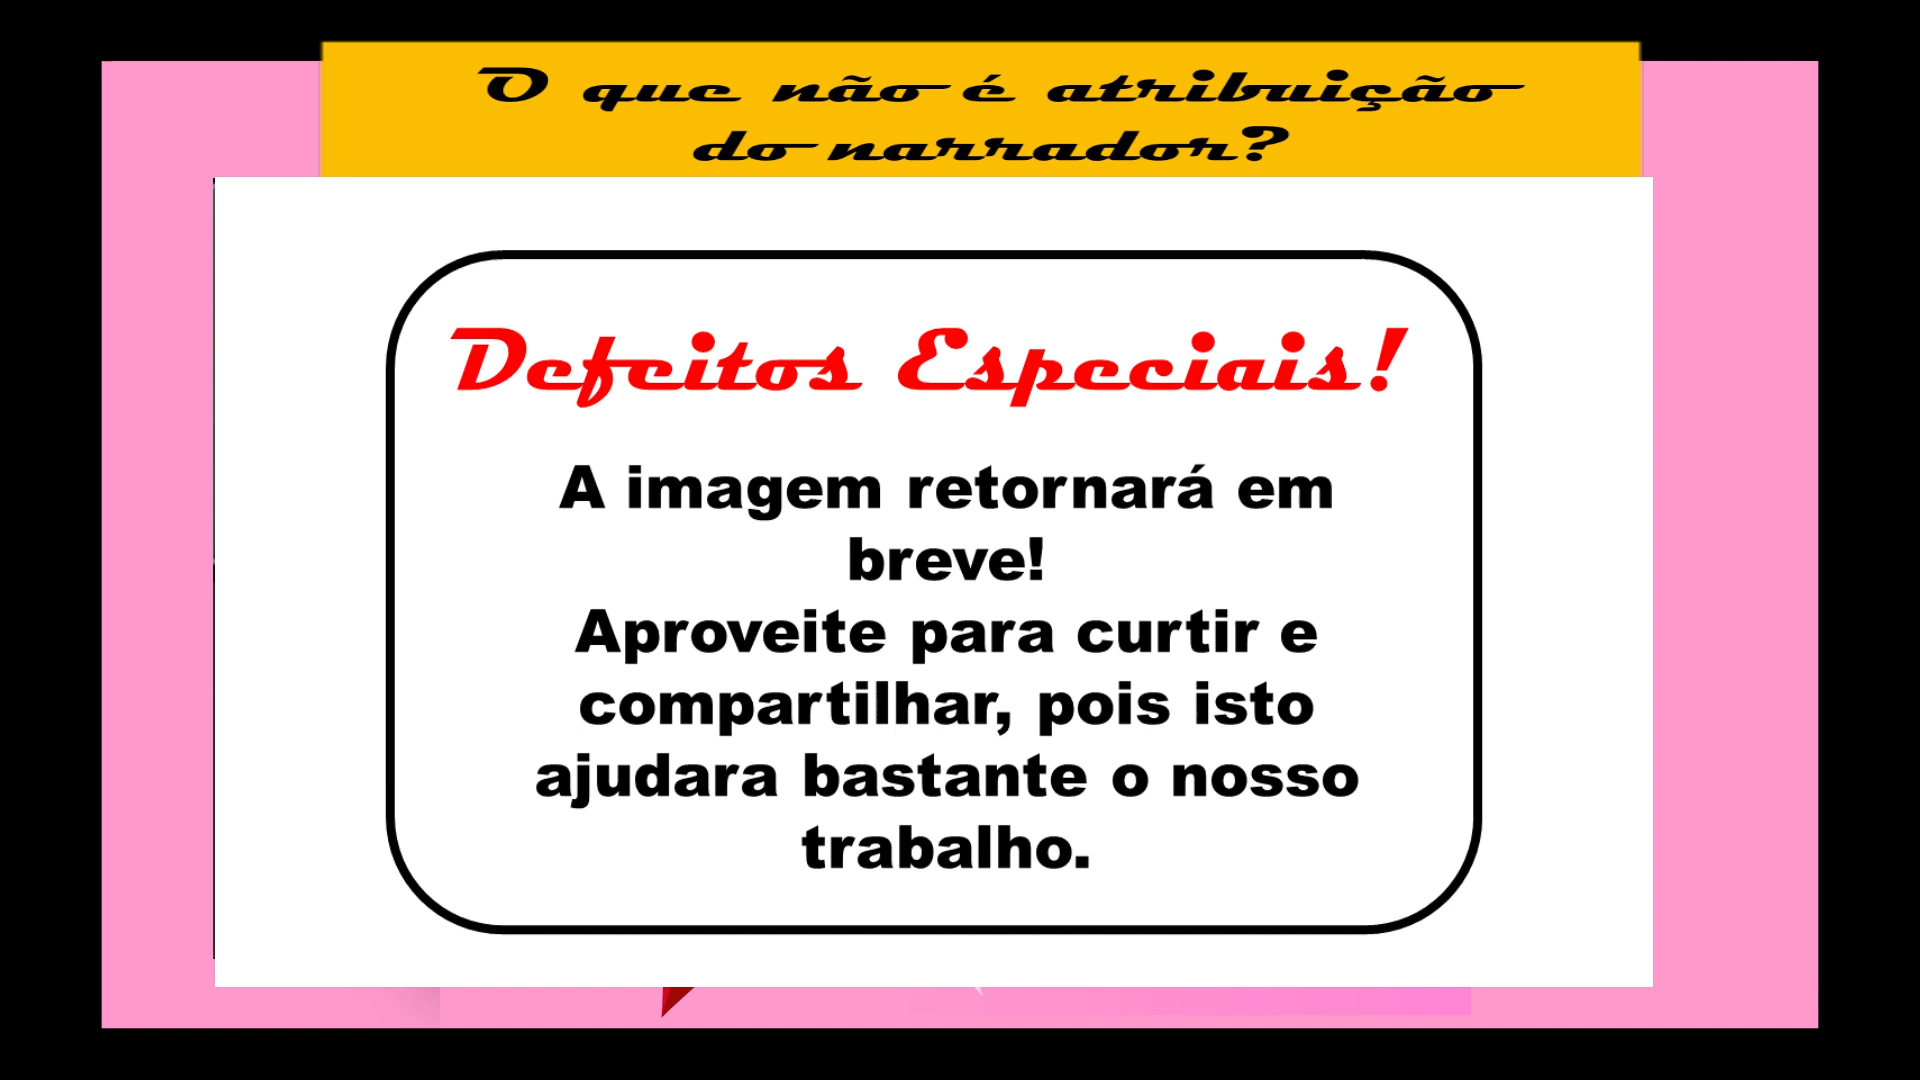 O que não é atribuição
do narrador?
Defeitos Especiais!
A imagem retornará em
breve!
Aproveite para curtir e
compartilhar, pois isto
ajudara bastante o nosso
trabalho.